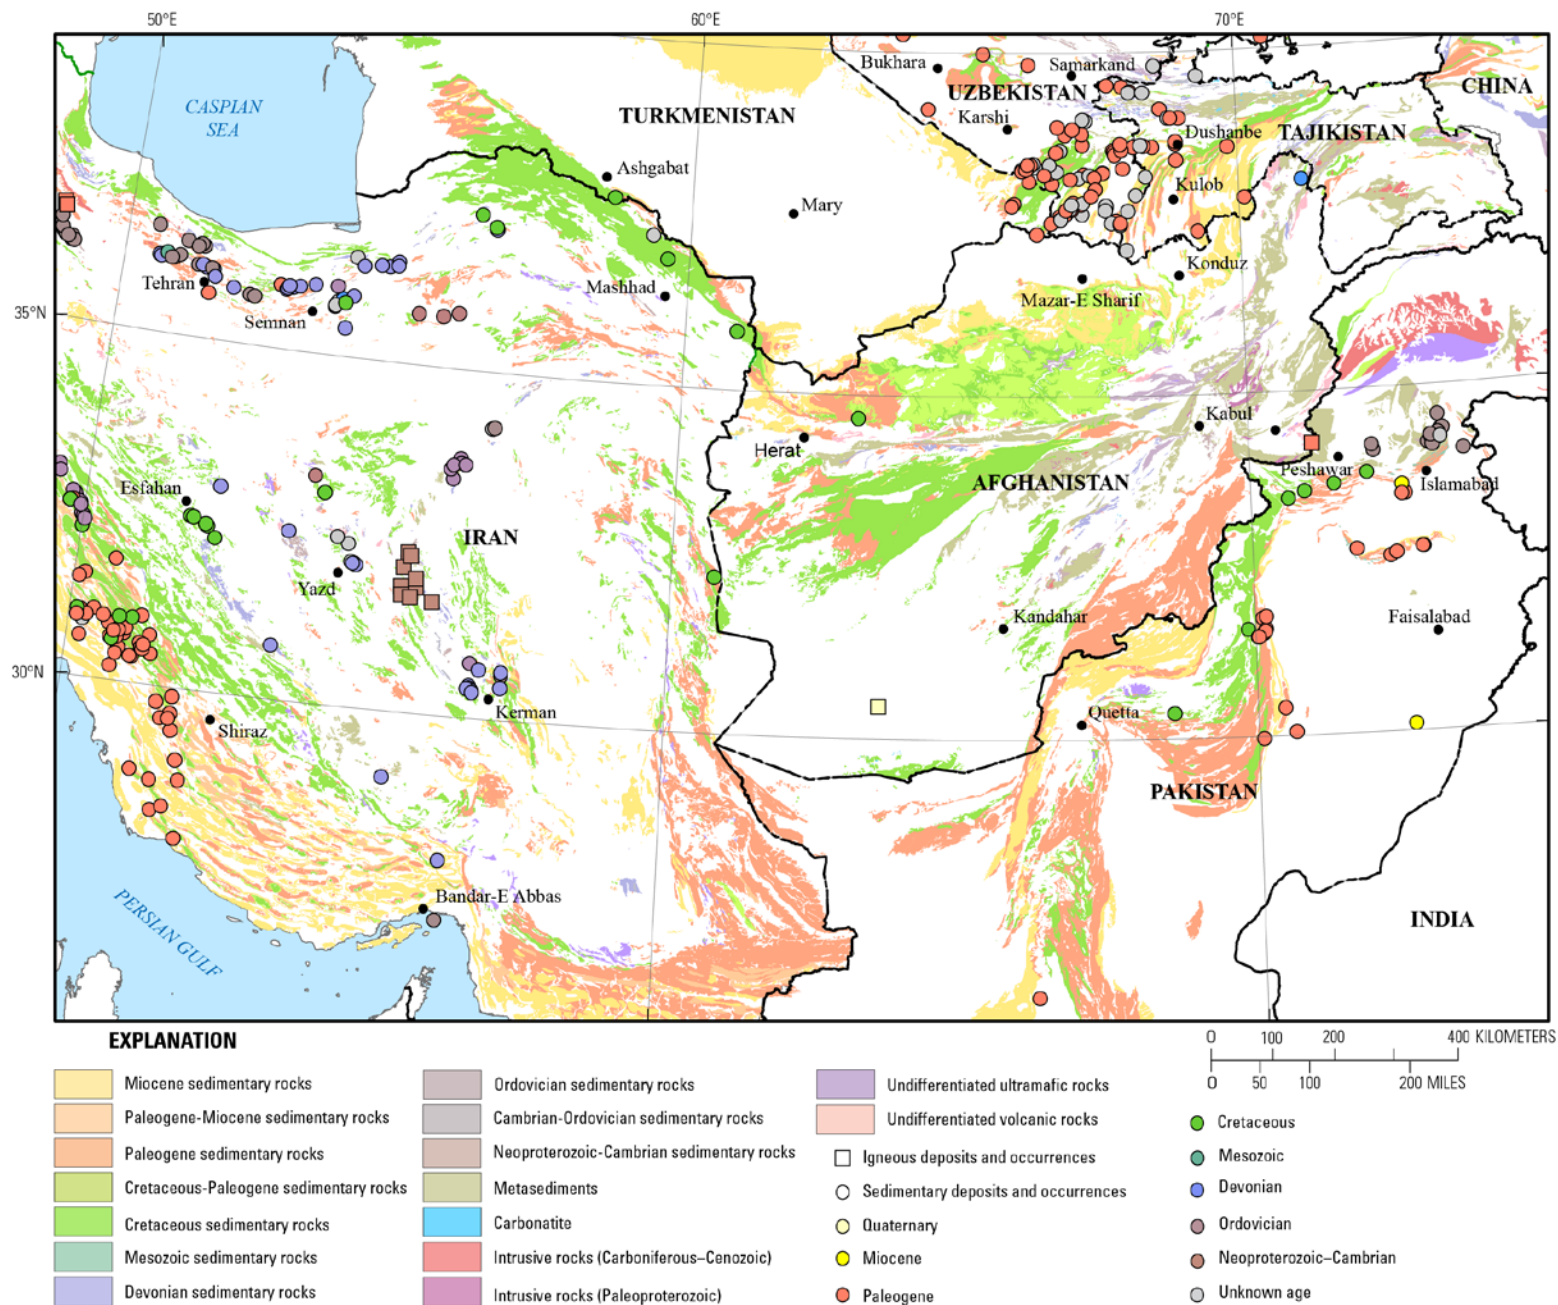 50°E
60°E
70°E
CASPIAN
SEA
TURKMENISTAN
Bukhara
Samarkand
UZBEKISTAN
CHINA
Karshi
Dushanbe
TAJIKISTAN
Ashgabat
Mary
Kulob
Konduz
Tehran
Mashhad
Mazar-E Sharif
35°N
Semnan
Kabul
Herat
Peshawar
Islamabad
Esfahan
AFGHANISTAN
IRAN
Yazd
Kandahar
Faisalabad
30°N
Kerman
Quetta
Shiraz
PAKISTAN
Bandar-E Abbas
PERSIAN GULF
INDIA
EXPLANATION
0 100 200 400 KILOMETERS
0 50 100 200 MILES
Miocene sedimentary rocks
Paleogene-Miocene sedimentary rocks
Paleogene sedimentary rocks
Cretaceous-Paleogene sedimentary rocks
Cretaceous sedimentary rocks
Mesozoic sedimentary rocks
Devonian sedimentary rocks
Ordovician sedimentary rocks
Cambrian-Ordovician sedimentary rocks
Neoproterozoic-Cambrian sedimentary rocks
Metasediments
Carbonatite
Intrusive rocks (Carboniferous–Cenozoic)
Intrusive rocks (Paleoproterozoic)
Undifferentiated ultramafic rocks
Undifferentiated volcanic rocks
Igneous deposits and occurrences
Sedimentary deposits and occurrences
Quaternary
Miocene
Paleogene
Cretaceous
Mesozoic
Devonian
Ordovician
Neoproterozoic–Cambrian
Unknown age